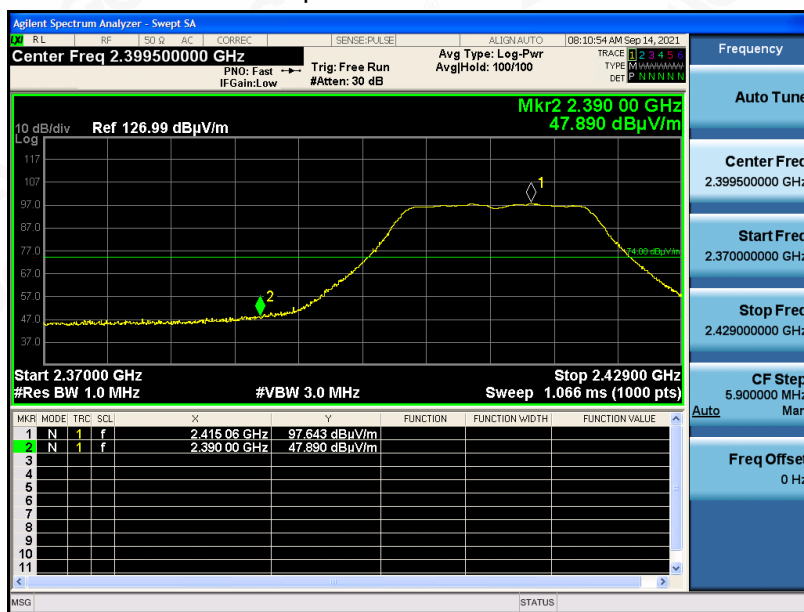 Agilent Spectrum Analyzer - Swept SA
LXI RL RF 50 Ω AC CORREC SENSE:PULSE ALIGN AUTO 08:10:54 AM Sep 14, 2021
Center Freq 2.399500000 GHz
PNO: Fast
IFGain:Low
Trig: Free Run
#Atten: 30 dB
Avg Type: Log-Pwr
Avg|Hold: 100/100
TRACE 1 2 3 4 5 6
TYPE M WWWWW
DET P N N N N N
Mkr2 2.390 00 GHz
47.890 dBµV/m
10 dB/div Ref 126.99 dBµV/m
Log
117
107
97.0
87.0
77.0
67.0
57.0
47.0
37.0
1
2
74.00 dBµV/m
Start 2.37000 GHz Stop 2.42900 GHz
#Res BW 1.0 MHz #VBW 3.0 MHz Sweep 1.066 ms (1000 pts)
MKR MODE TRC SCL X Y FUNCTION FUNCTION WIDTH FUNCTION VALUE
1 N 1 f 2.415 06 GHz 97.643 dBµV/m
2 N 1 f 2.390 00 GHz 47.890 dBµV/m
3
4
5
6
7
8
9
10
11
MSG STATUS
Frequency
Auto Tune
Center Freq
2.399500000 GHz
Start Freq
2.370000000 GHz
Stop Freq
2.429000000 GHz
CF Step
5.900000 MHz
Auto Man
Freq Offset
0 Hz